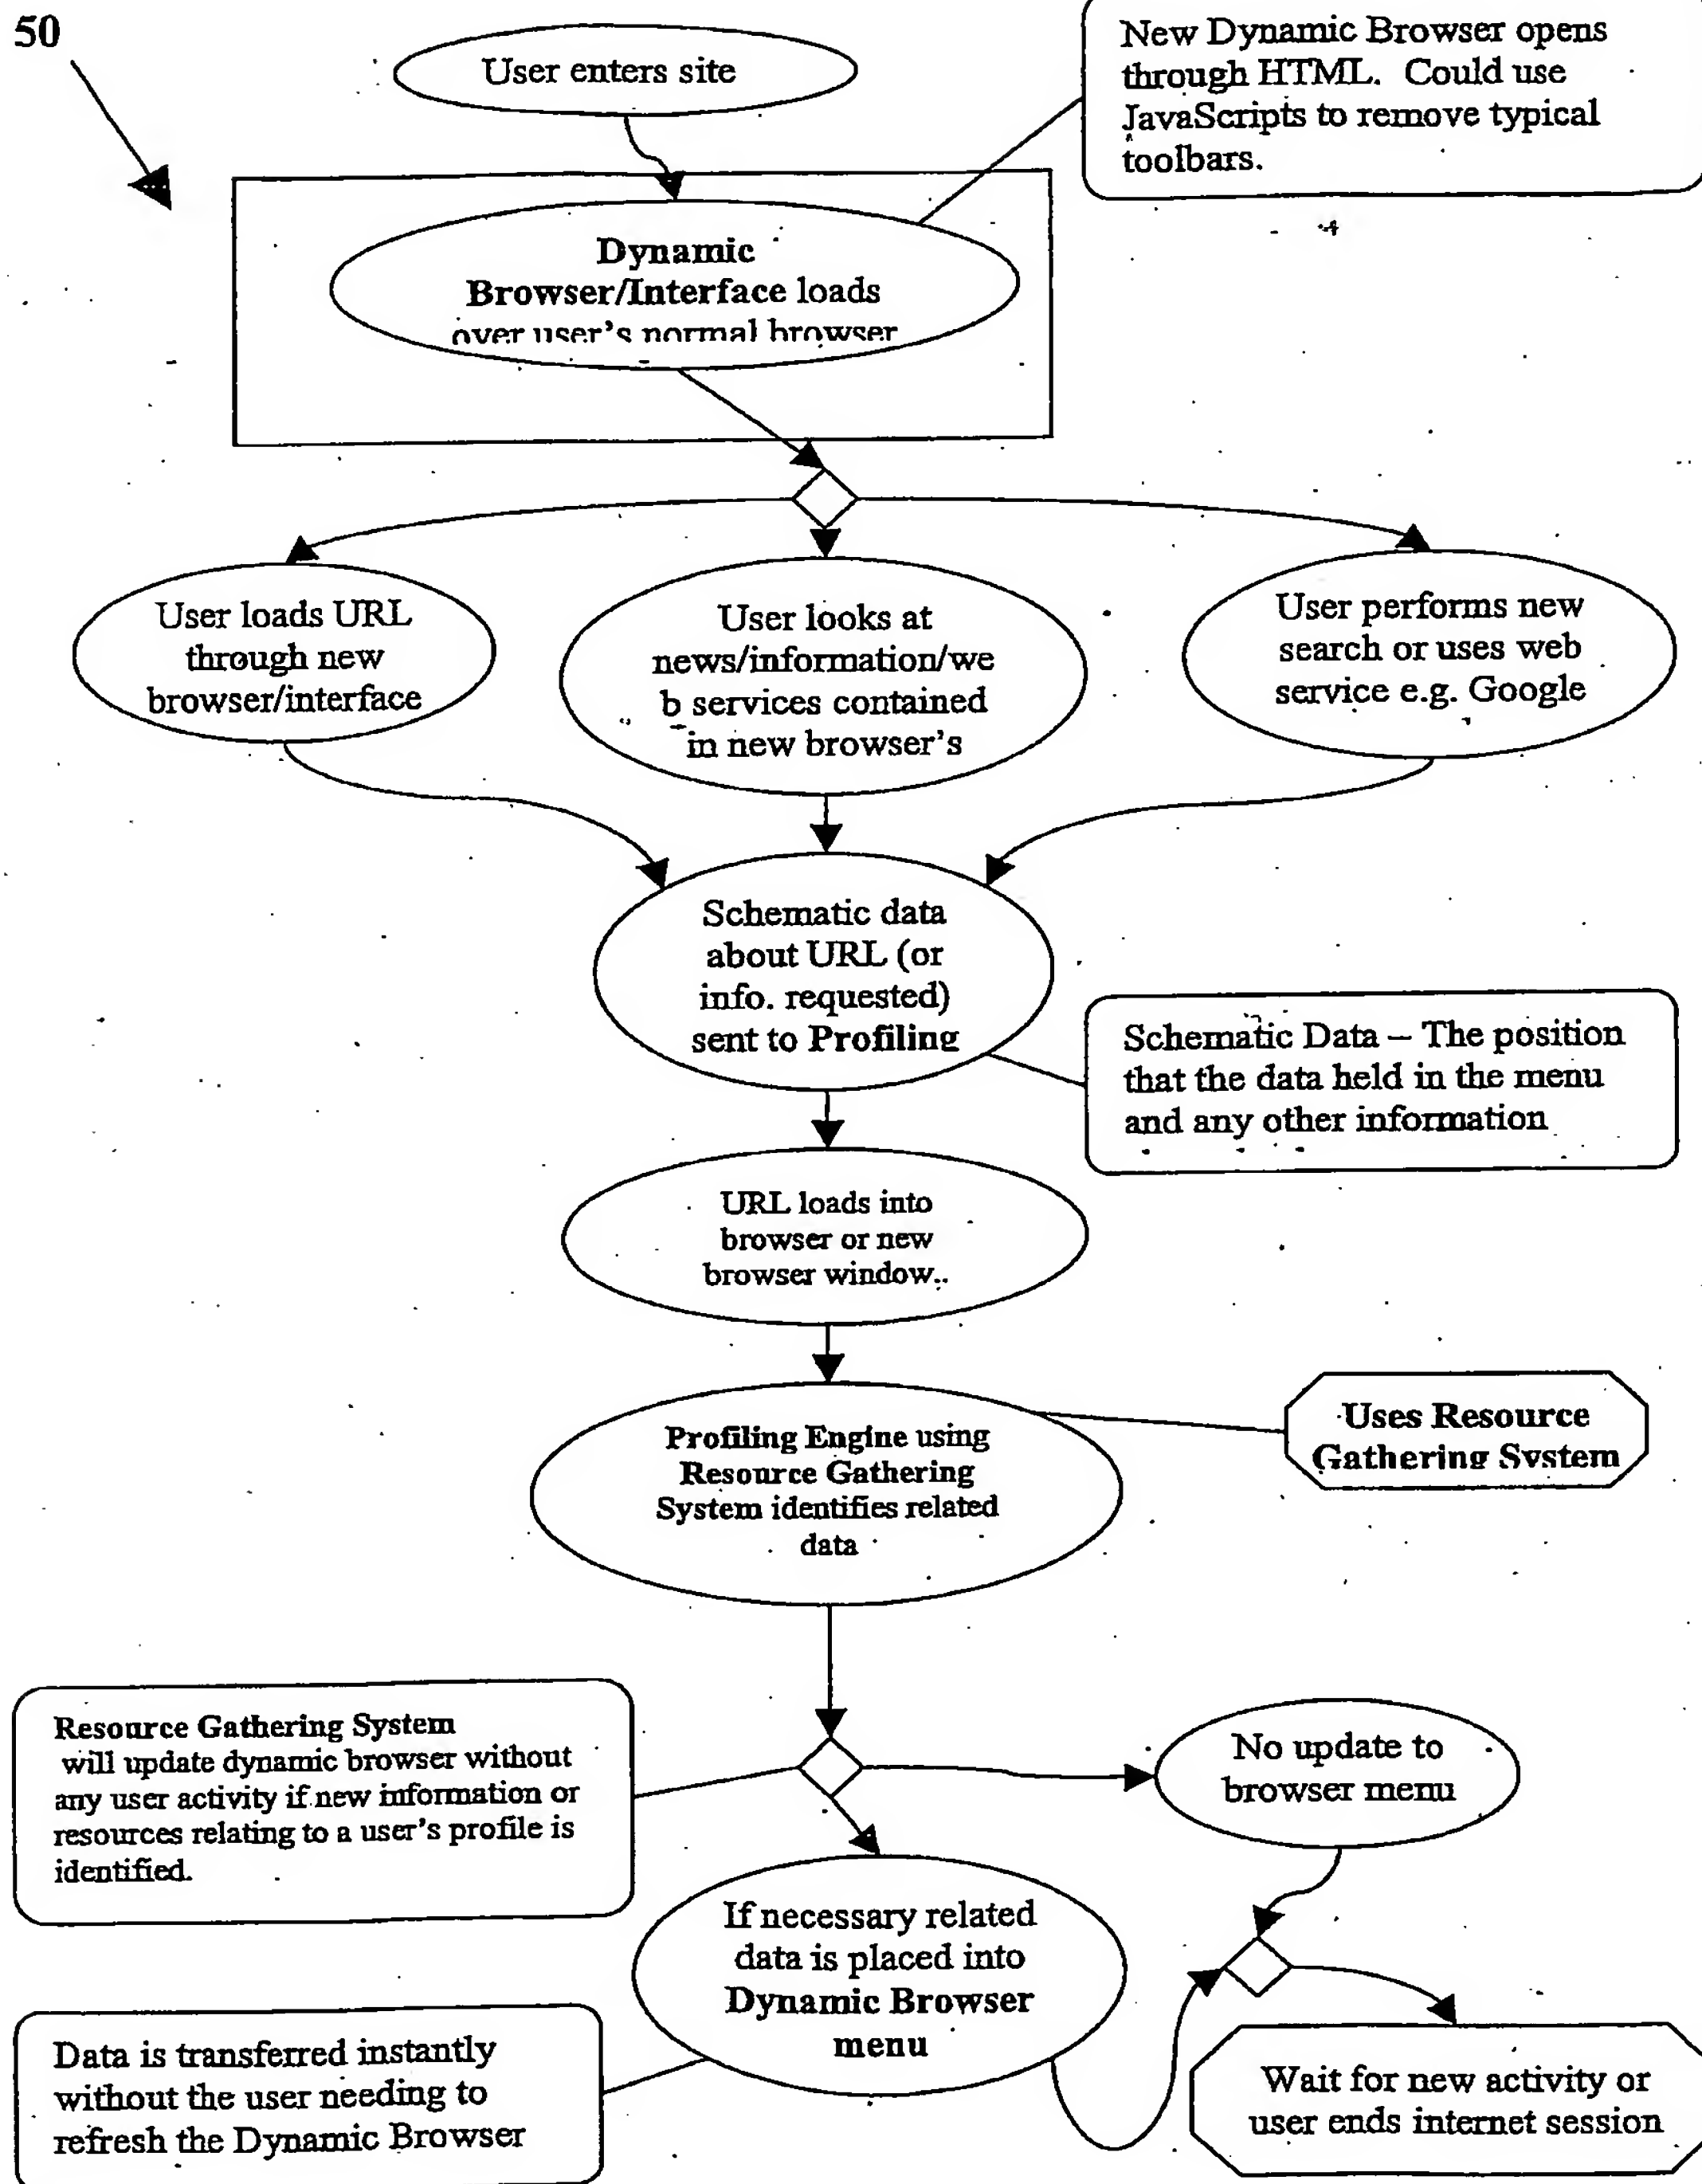 50
User enters site
New Dynamic Browser opens
through HTML. Could use
JavaScripts to remove typical
toolbars.
Dynamic
Browser/Interface loads
over user's normal browser
User loads URL
through new
browser/interface
User looks at
news/information/we
b services contained
in new browser's
User performs new
search or uses web
service e.g. Google
Schematic data
about URL (or
info. requested)
sent to Profiling
Schematic Data – The position
that the data held in the menu
and any other information
URL loads into
browser or new
browser window..
Profiling Engine using
Resource Gathering
System identifies related
data
Uses Resource
Gathering System
Resource Gathering System
will update dynamic browser without
any user activity if new information or
resources relating to a user's profile is
identified.
No update to
browser menu
If necessary related
data is placed into
Dynamic Browser
menu
Data is transferred instantly
without the user needing to
refresh the Dynamic Browser
Wait for new activity or
user ends internet session